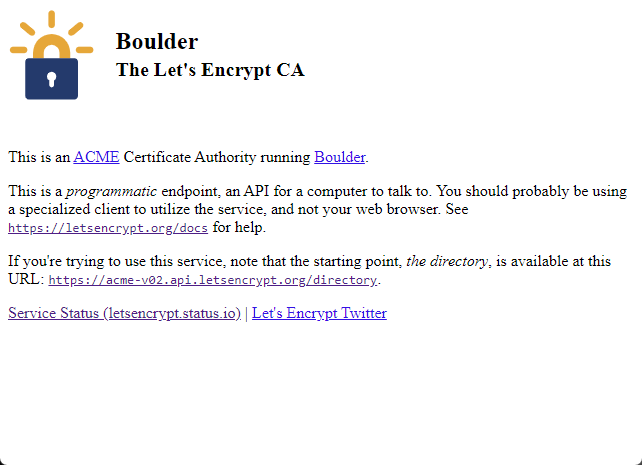 Boulder
The Let's Encrypt CA
This is an ACME Certificate Authority running Boulder.
This is a programmatic endpoint, an API for a computer to talk to. You should probably be using
a specialized client to utilize the service, and not your web browser. See
https://letsencrypt.org/docs for help.
If you're trying to use this service, note that the starting point, the directory, is available at this
URL: https://acme-v02.api.letsencrypt.org/directory.
Service Status (letsencrypt.status.io) | Let's Encrypt Twitter